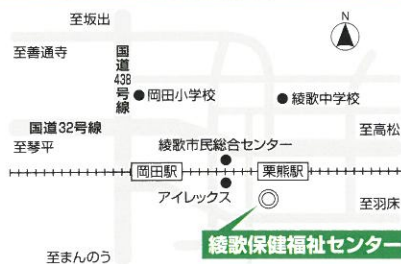 至坂出
N
至善通寺
国道438号線
岡田小学校
綾歌中学校
国道32号線
至高松
至琴平
綾歌市民総合センター
岡田駅
栗熊駅
アイレックス
至羽床
綾歌保健福祉センター
至まんのう